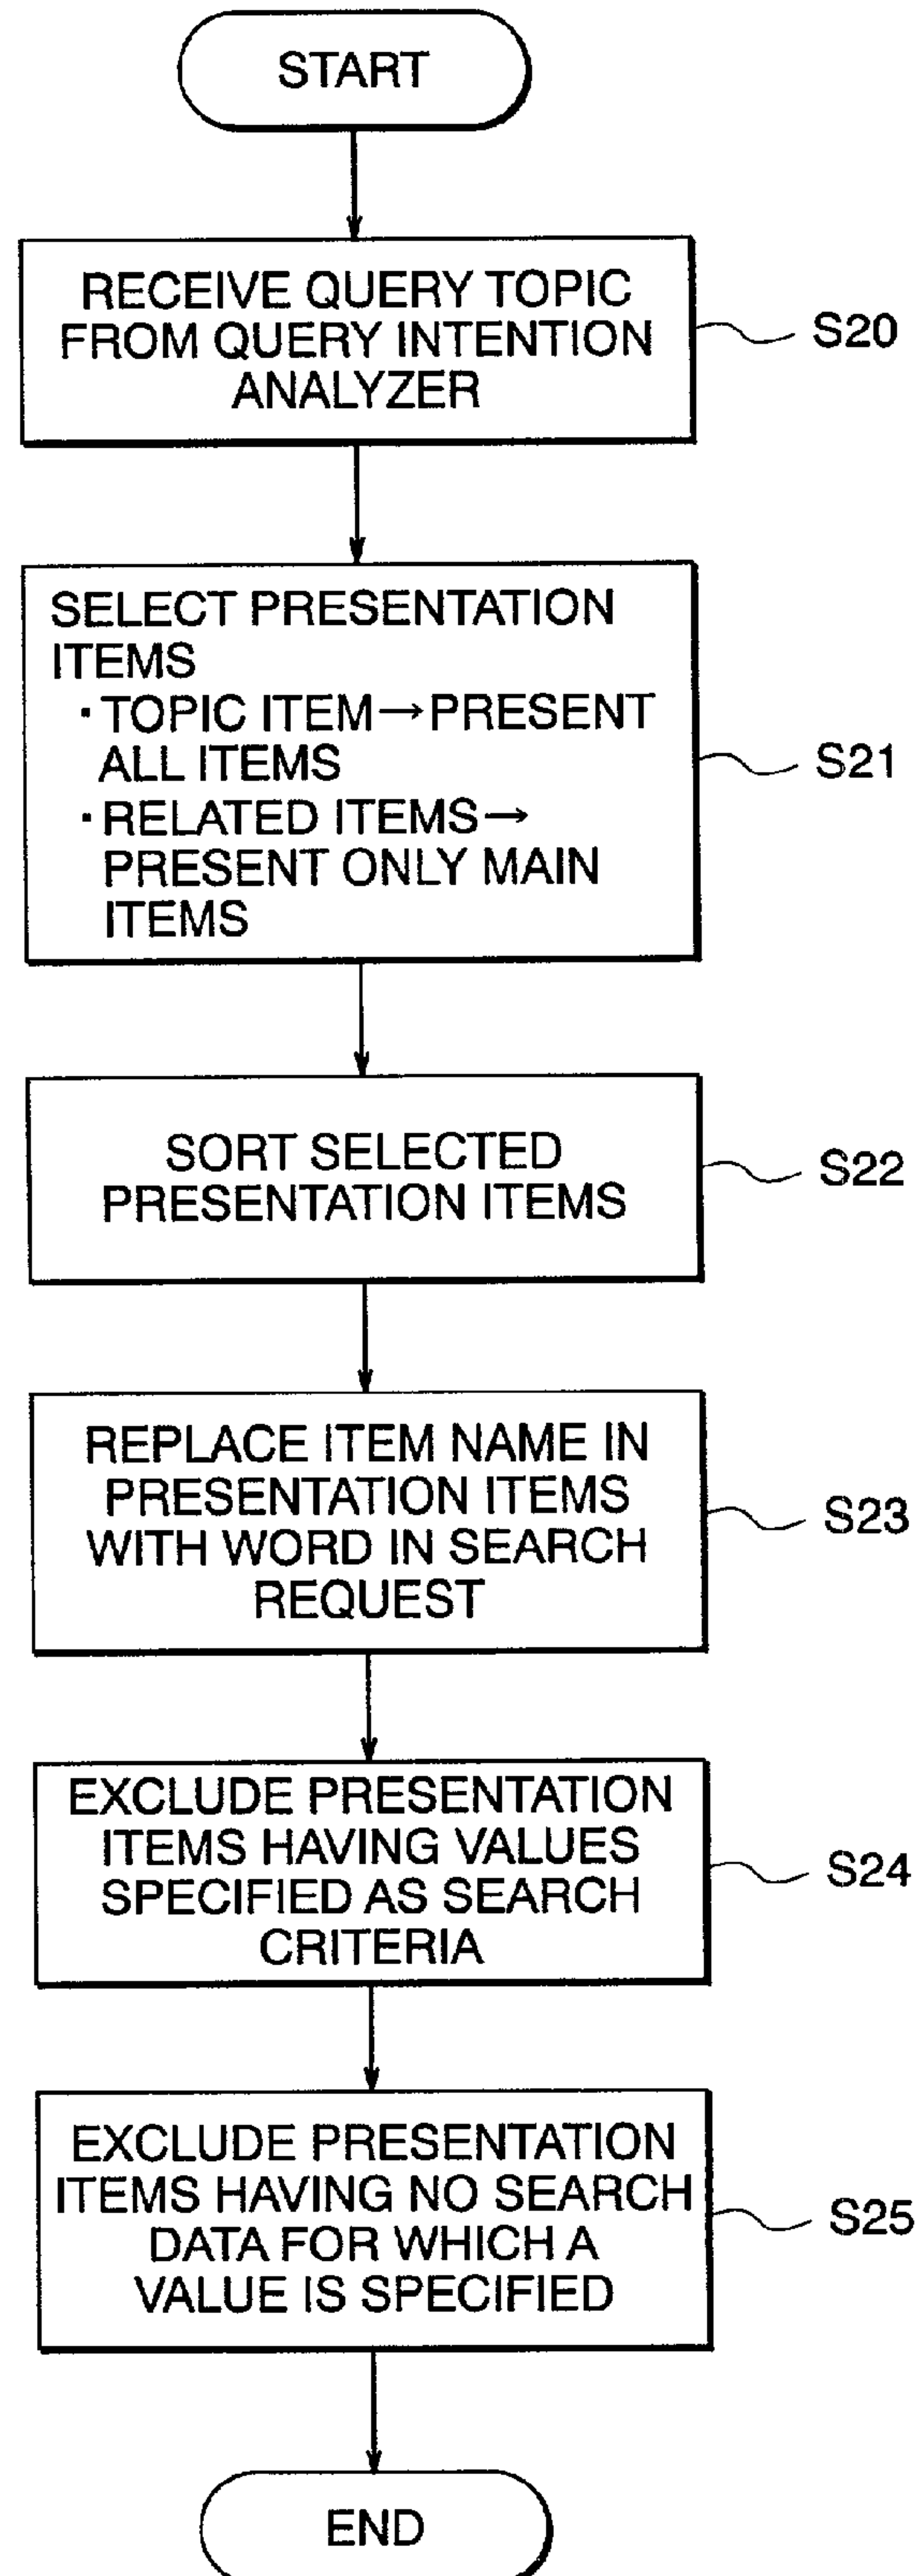 START
RECEIVE QUERY TOPIC
FROM QUERY INTENTION
ANALYZER
S20
SELECT PRESENTATION
ITEMS
· TOPIC ITEM→PRESENT
ALL ITEMS
· RELATED ITEMS→
PRESENT ONLY MAIN
ITEMS
S21
SORT SELECTED
PRESENTATION ITEMS
S22
REPLACE ITEM NAME IN
PRESENTATION ITEMS
WITH WORD IN SEARCH
REQUEST
S23
EXCLUDE PRESENTATION
ITEMS HAVING VALUES
SPECIFIED AS SEARCH
CRITERIA
S24
EXCLUDE PRESENTATION
ITEMS HAVING NO SEARCH
DATA FOR WHICH A
VALUE IS SPECIFIED
S25
END